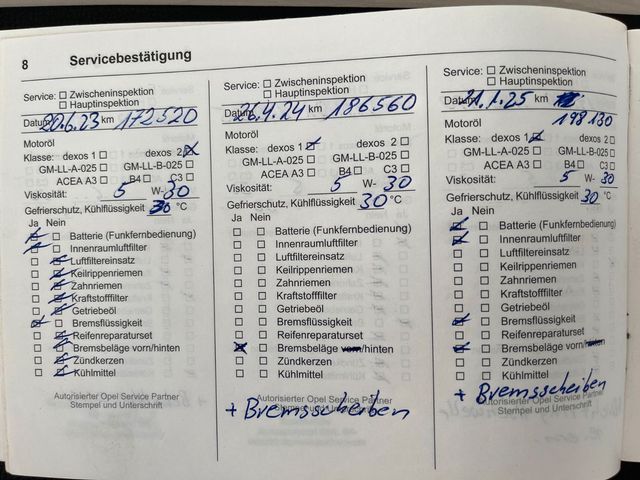 8 Servicebestätigung
Service: Zwischeninspektion
Hauptinspektion
Datum 20.6.23 km 172520
Motoröl
Klasse: dexos 1 dexos 2
GM-LL-A-025 GM-LL-B-025
ACEA A3 B4 C3
Viskosität: 5 W- 30
Gefrierschutz, Kühlflüssigkeit 30 °C
Ja Nein
Batterie (Funkfernbedienung)
Innenraumluftfilter
Luftfiltereinsatz
Keilrippenriemen
Zahnriemen
Kraftstofffilter
Getriebeöl
Bremsflüssigkeit
Reifenreparaturset
Bremsbeläge vorn/hinten
Zündkerzen
Kühlmittel
Autorisierter Opel Service Partner
Stempel und Unterschrift
Service: Zwischeninspektion
Hauptinspektion
Datum 26.4.24 km 186560
Motoröl
Klasse: dexos 1 dexos 2
GM-LL-A-025 GM-LL-B-025
ACEA A3 B4 C3
Viskosität: 5 W- 30
Gefrierschutz, Kühlflüssigkeit 30 °C
Ja Nein
Batterie (Funkfernbedienung)
Innenraumluftfilter
Luftfiltereinsatz
Keilrippenriemen
Zahnriemen
Kraftstofffilter
Getriebeöl
Bremsflüssigkeit
Reifenreparaturset
Bremsbeläge vorn/hinten
Zündkerzen
Kühlmittel
Autorisierter Opel Service Partner
+ Bremsscheiben
Stempel und Unterschrift
Service: Zwischeninspektion
Hauptinspektion
Datum 21.1.25 km
Motoröl 198130
Klasse: dexos 1 dexos 2
GM-LL-A-025 GM-LL-B-025
ACEA A3 B4 C3
Viskosität: 5 W- 30
Gefrierschutz, Kühlflüssigkeit 30 °C
Ja Nein
Batterie (Funkfernbedienung)
Innenraumluftfilter
Luftfiltereinsatz
Keilrippenriemen
Zahnriemen
Kraftstofffilter
Getriebeöl
Bremsflüssigkeit
Reifenreparaturset
Bremsbeläge vorn/hinten
Zündkerzen
Kühlmittel
+ Bremsscheiben
Autorisierter Opel Service Partner
Stempel und Unterschrift